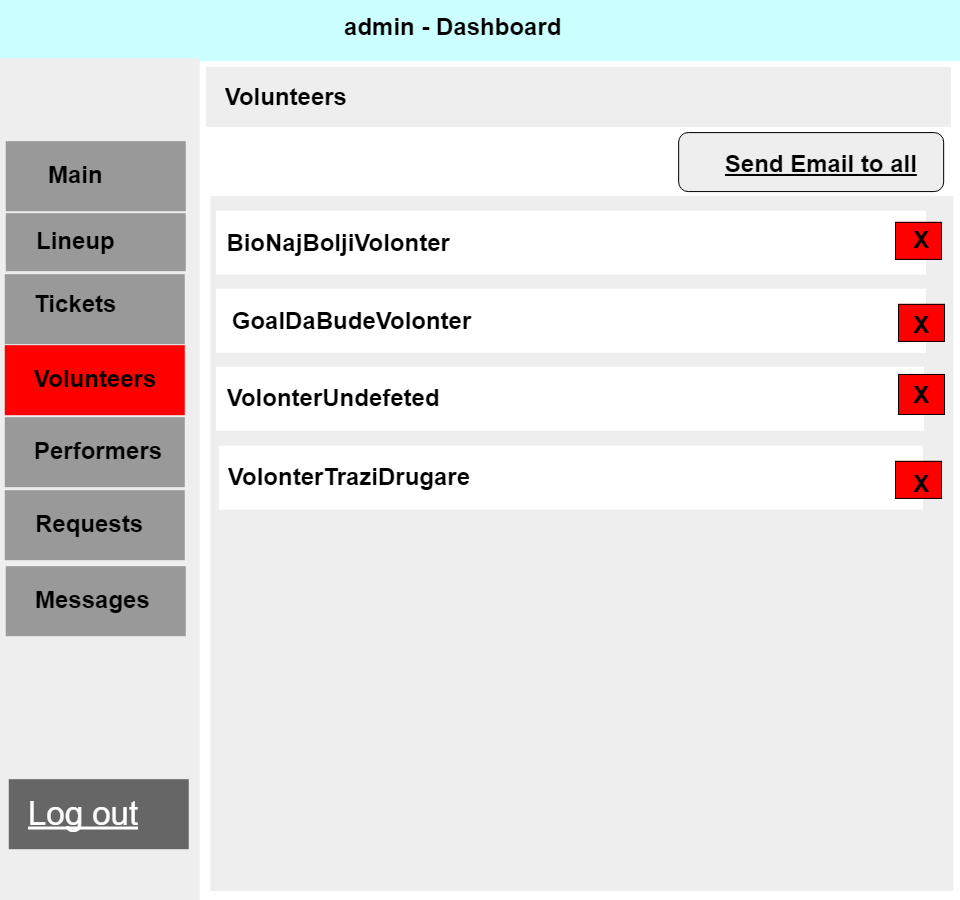 admin - Dashboard
Volunteers
Send Email to all
Main
Lineup
Tickets
Volunteers
Performers
Requests
Messages
Log out
BioNajBoljiVolonter
X
GoalDaBudeVolonter
X
VolonterUndefeted
X
VolonterTraziDrugare
X